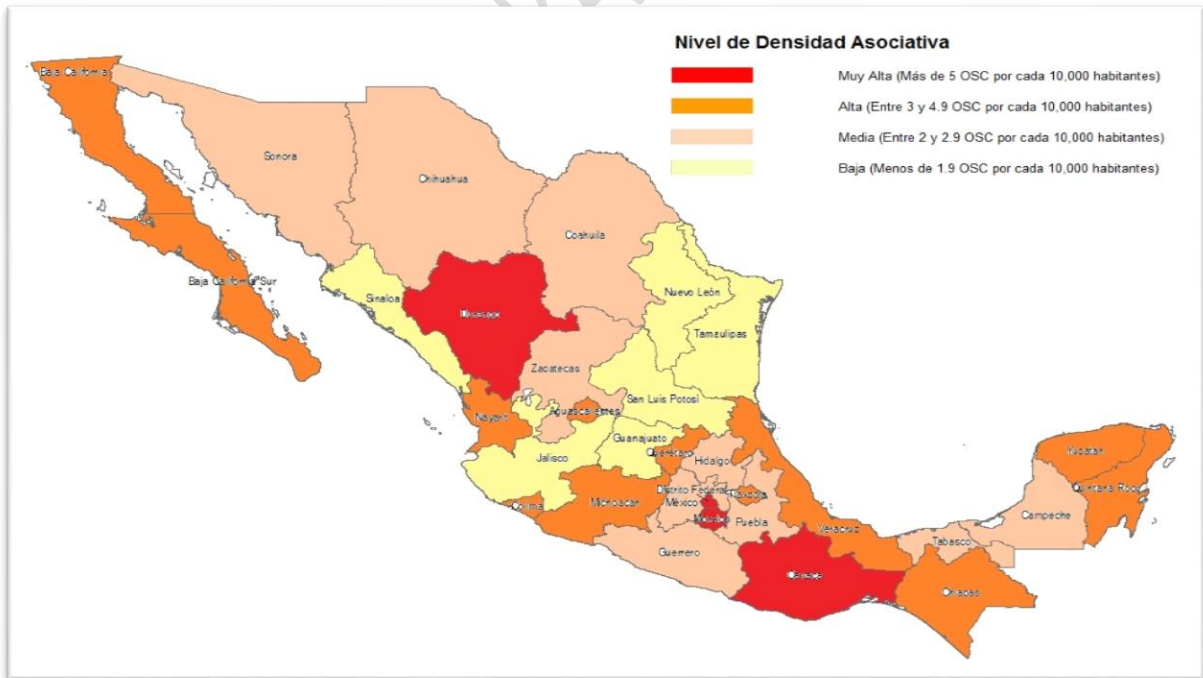 Nivel de Densidad Asociativa
Muy Alta (Más de 5 OSC por cada 10,000 habitantes)
Alta (Entre 3 y 4.9 OSC por cada 10,000 habitantes)
Media (Entre 2 y 2.9 OSC por cada 10,000 habitantes)
Baja (Menos de 1.9 OSC por cada 10,000 habitantes)
Baja California
Sonora
Chihuahua
Coahuila
Baja California Sur
Sinaloa
Nuevo León
Tamaulipas
Zacatecas
San Luis Potosí
Nayarit
Aguascalientes
Guanajuato
Querétaro
Jalisco
Hidalgo
Yucatán
Quintana Roo
Distrito Federal
Tlaxcala
México
Colima
Michoacán
Morelos
Puebla
Veracruz
Campeche
Tabasco
Guerrero
Oaxaca
Chiapas